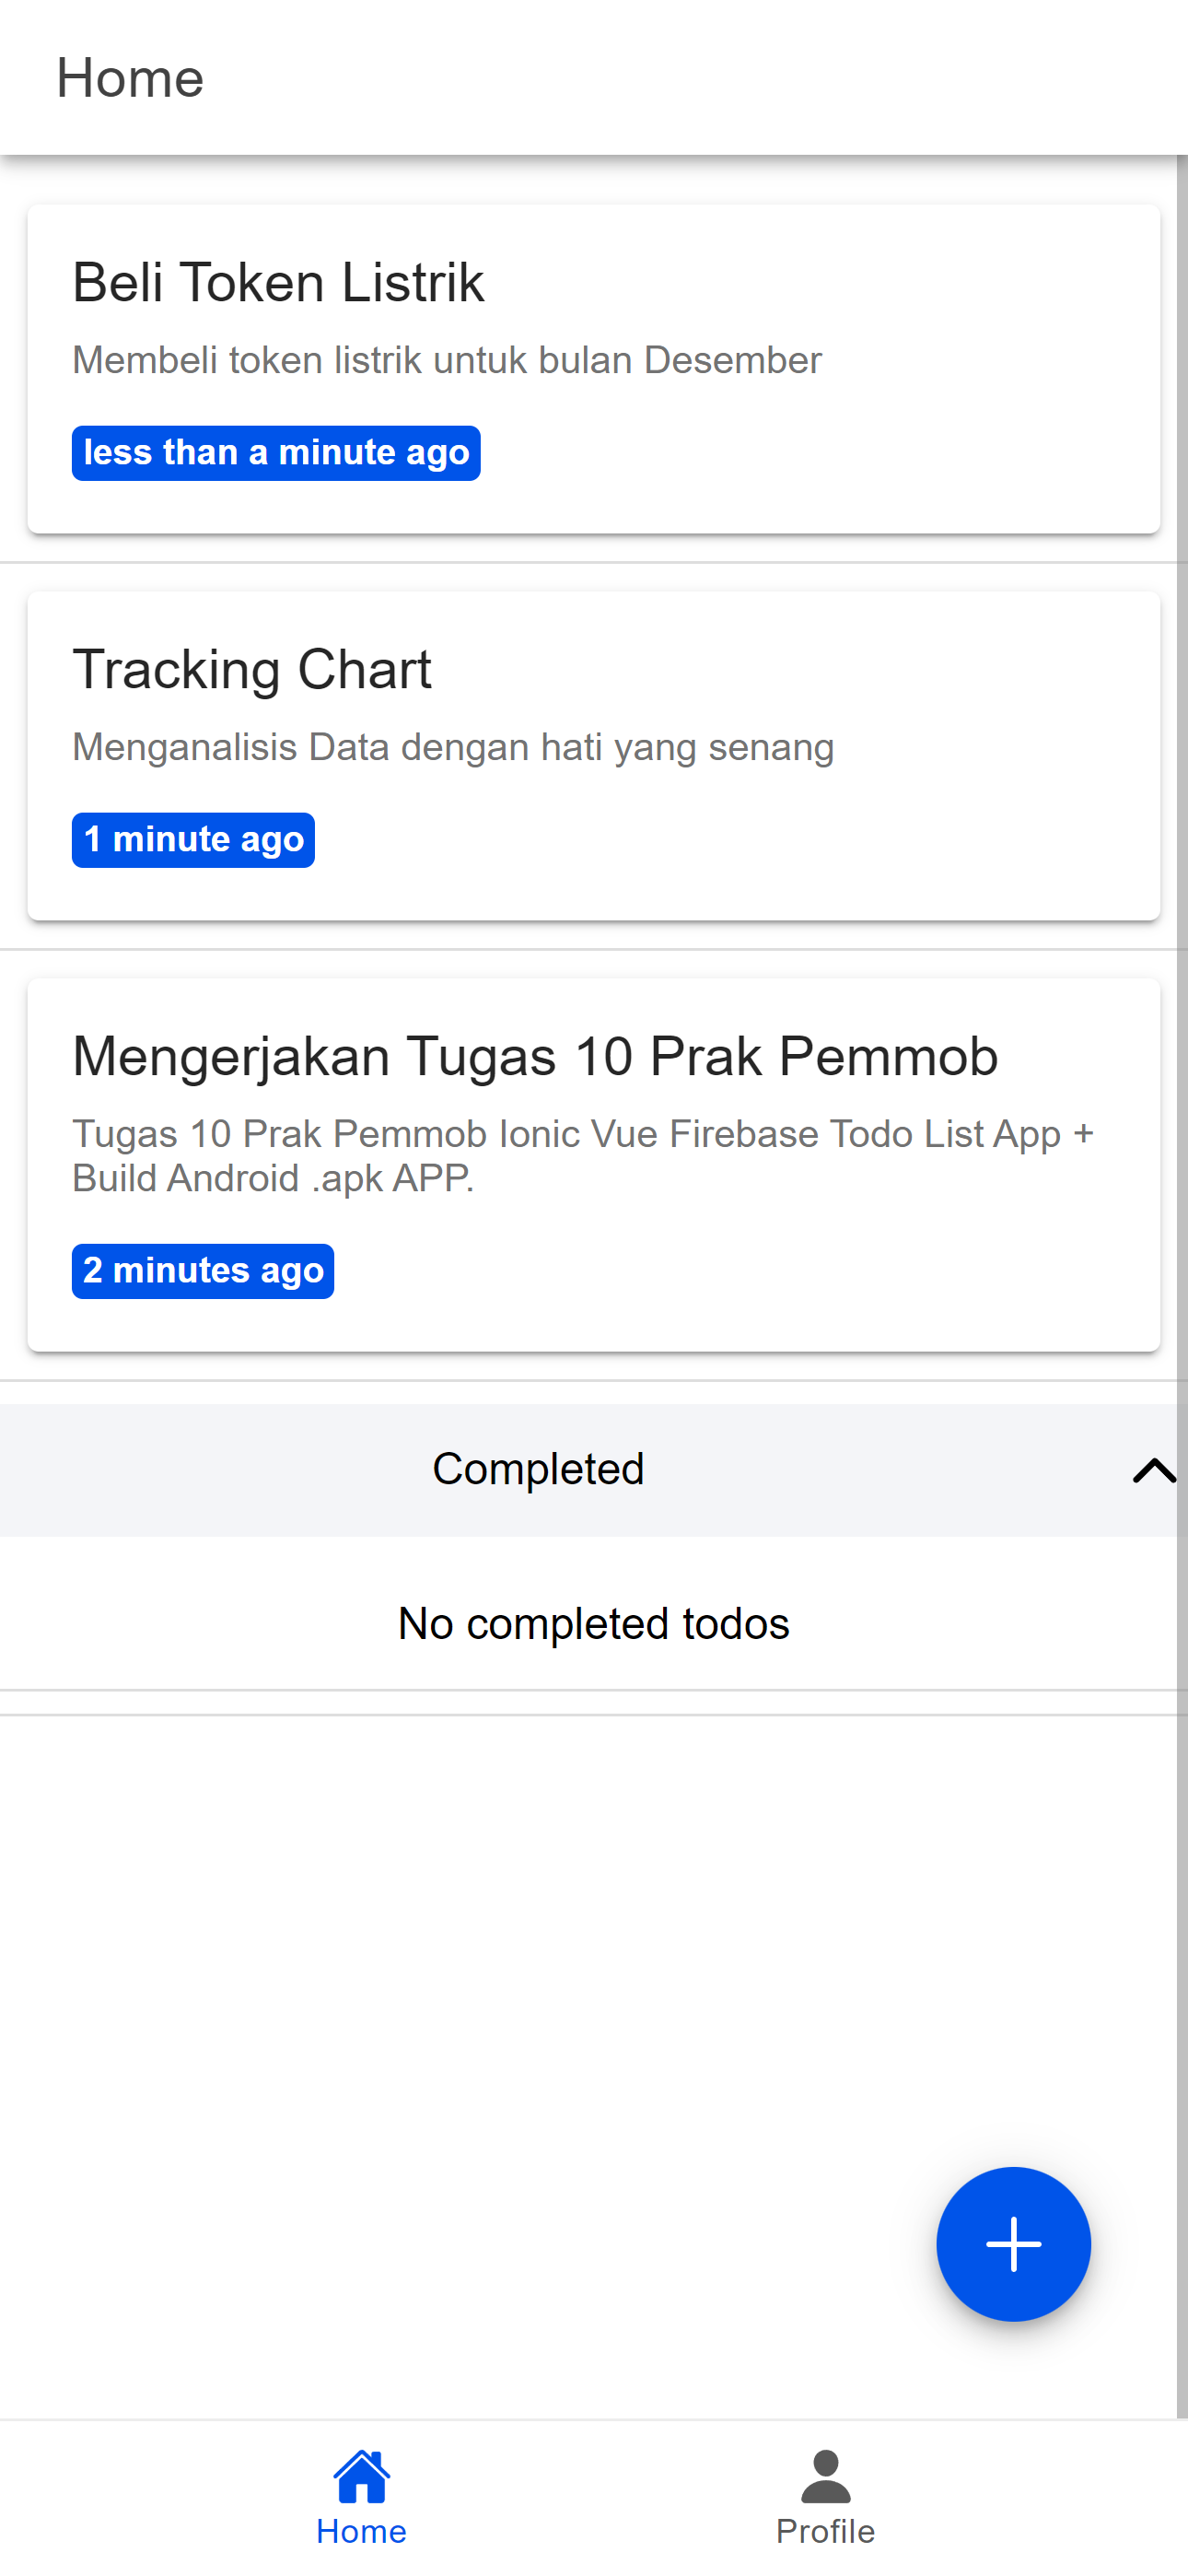 Home
Beli Token Listrik
Membeli token listrik untuk bulan Desember
less than a minute ago
Tracking Chart
Menganalisis Data dengan hati yang senang
1 minute ago
Mengerjakan Tugas 10 Prak Pemmob
Tugas 10 Prak Pemmob Ionic Vue Firebase Todo List App +
Build Android .apk APP.
2 minutes ago
Completed
No completed todos
Home
Profile